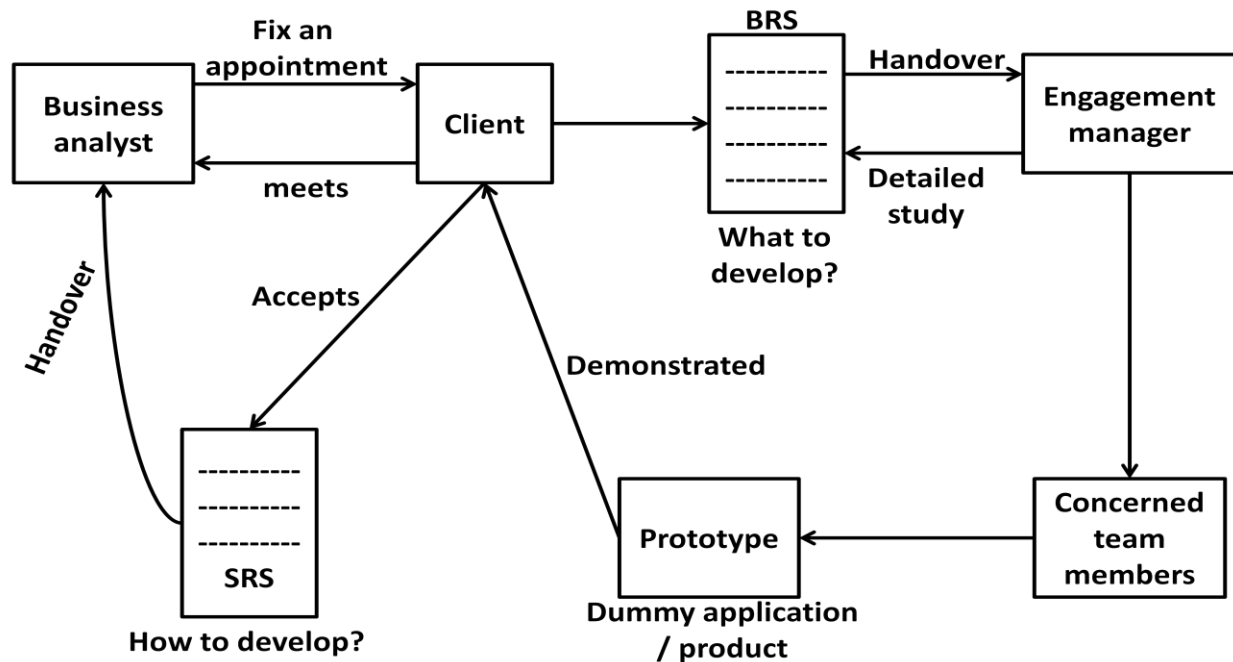 Fix an
appointment
BRS
Business
analyst
Client
Handover
Engagement
manager
meets
Detailed
study
What to
develop?
Handover
Accepts
Demonstrated
SRS
How to develop?
Prototype
Dummy application
/ product
Concerned
team
members